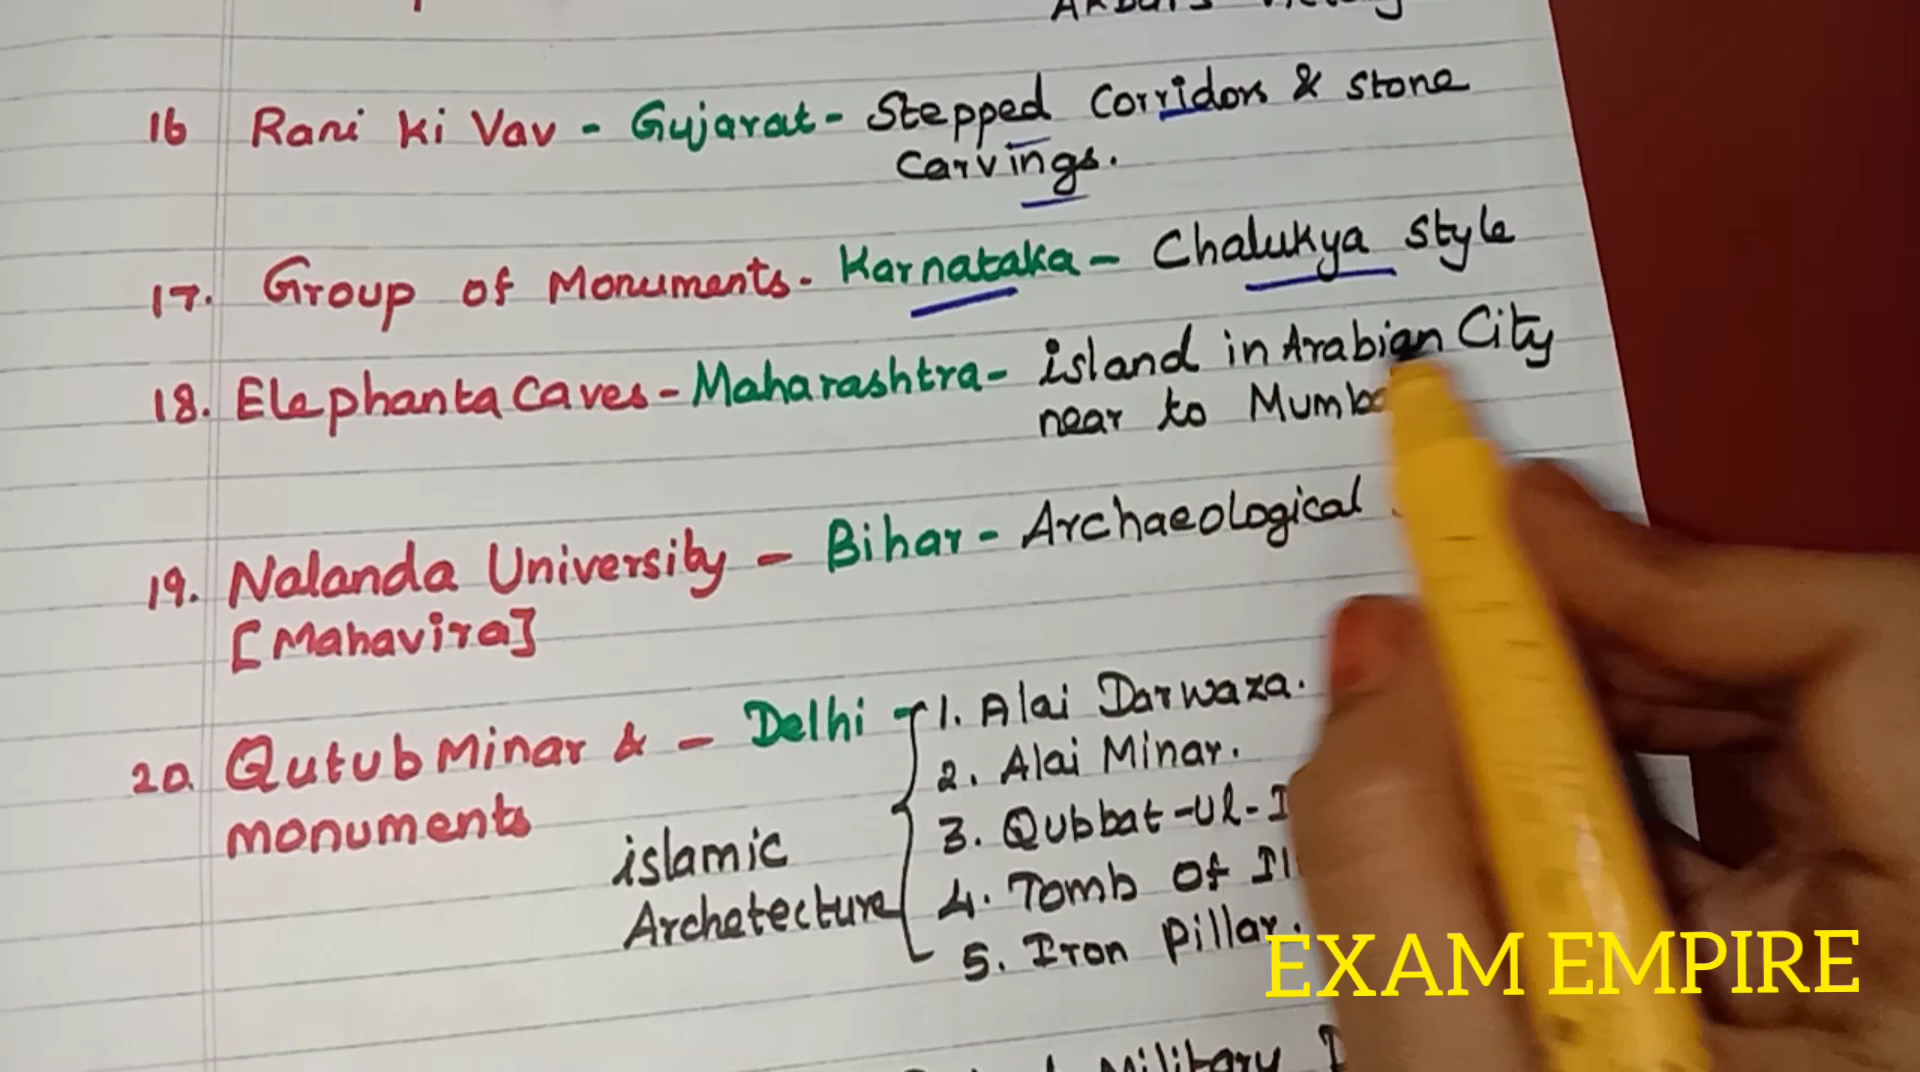 16 Rani Ki Vav - Gujarat - Stepped Corridors & stone
carvings.
17. Group of Monuments - Karnataka - Chalukya style
18. Elephanta Caves - Maharashtra - island in Arabian City
near to
19. Nalanda University - Bihar - Archaeological
[Mahavira]
20. Qutub Minar & - Delhi - 1. Alai Darwaza.
monuments
2. Alai Minar.
3. Qubbat-Ul-
islamic
Archetecture
4. Tomb of
5. Iron Pillar.
EXAM EMPIRE
Military